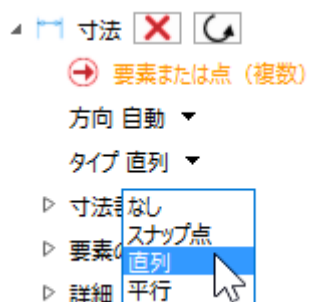 寸法
要素または点（複数）
方向 自動
タイプ 直列
寸法
なし
スナップ点
要素の
直列
詳細
平行